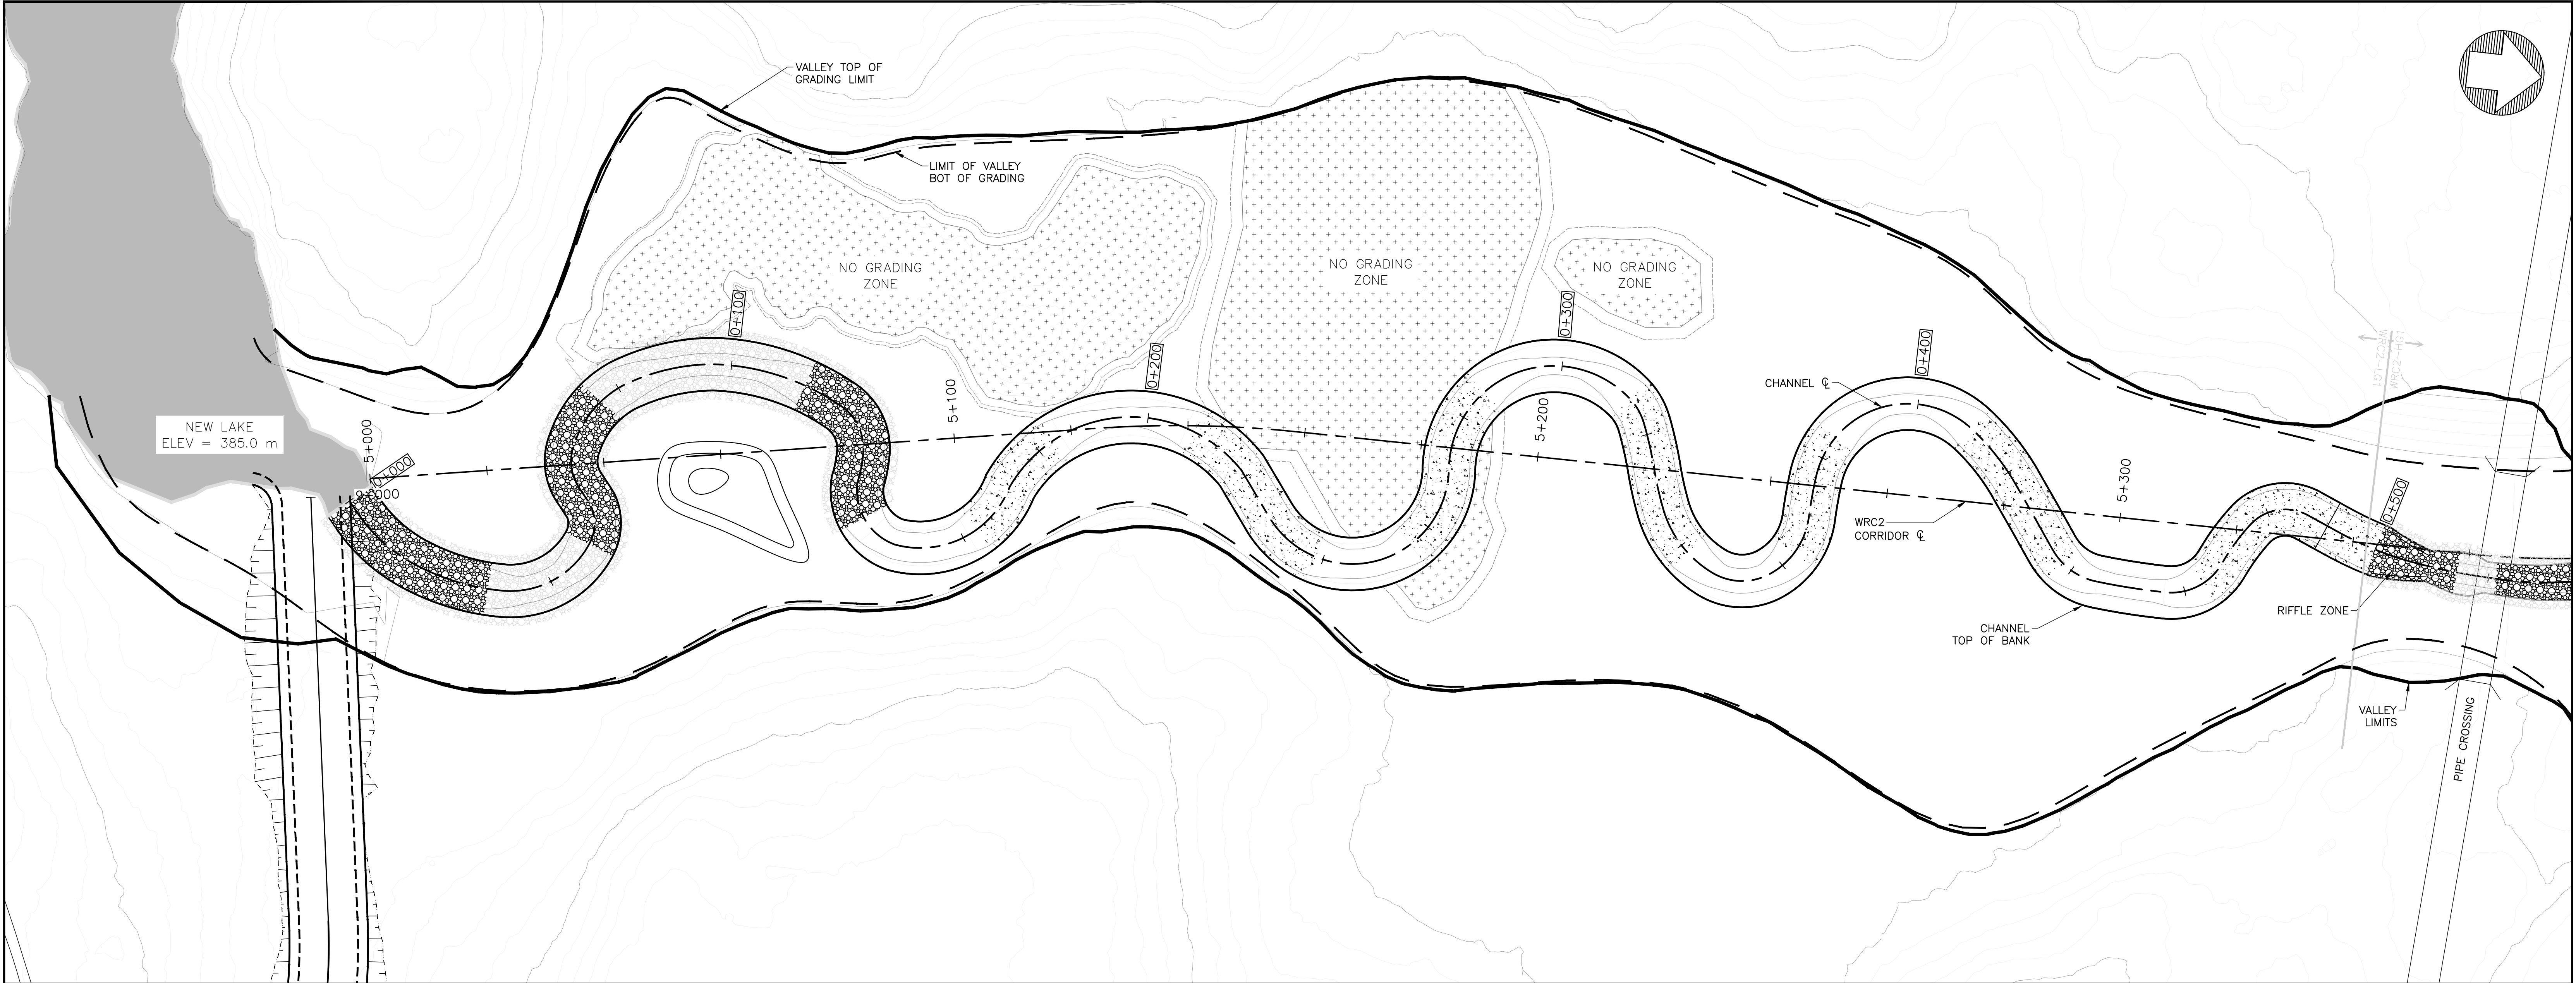 VALLEY TOP OF
GRADING LIMIT
LIMIT OF VALLEY
BOT OF GRADING
NO GRADING
ZONE
NO GRADING
ZONE
NO GRADING
ZONE
0+100
0+200
0+300
0+400
0+500
5+000
5+100
5+200
5+300
0+000
NEW LAKE
ELEV = 385.0 m
CHANNEL ℄
WRC2
CORRIDOR ℄
CHANNEL
TOP OF BANK
RIFFLE ZONE
VALLEY
LIMITS
PIPE CROSSING